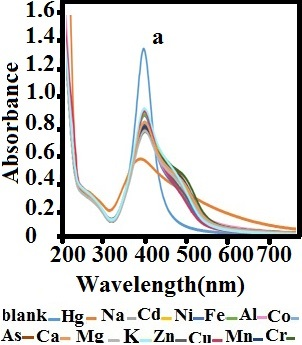 1.6
a
1.4
1.2
1.0
0.8
0.6
0.4
0.2
0
Absorbance
200 300 400 500 600 700
Wavelength(nm)
blank Hg Na Cd Ni Fe Al Co
As Ca Mg K Zn Cu Mn Cr